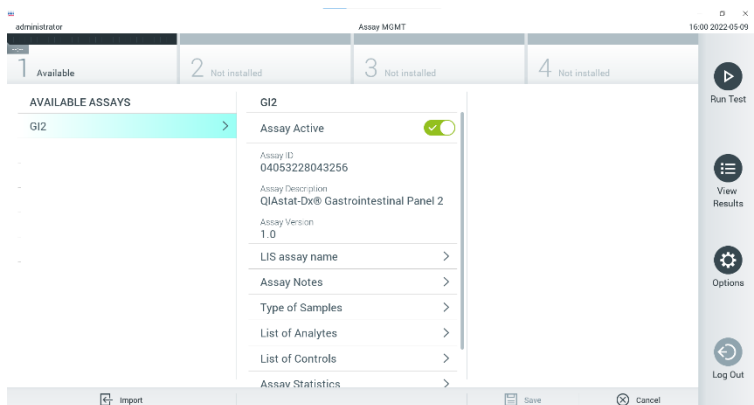 administrator
Assay MGMT
16:00 2022-05-09
1 Available
2 Not installed
3 Not installed
4 Not installed
Run Test
View
Results
Options
Log Out
AVAILABLE ASSAYS
GI2
GI2
Assay Active
Assay ID
04053228043256
Assay Description
QIAstat-Dx® Gastrointestinal Panel 2
Assay Version
1.0
LIS assay name
Assay Notes
Type of Samples
List of Analytes
List of Controls
Assay Statistics
Import
Save
Cancel